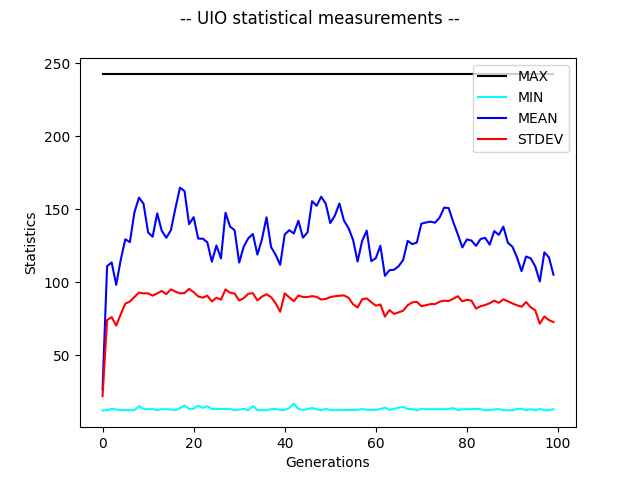 -- UIO statistical measurements --
250
200
150
100
50
Statistics
MAX
MIN
MEAN
STDEV
0 20 40 60 80 100
Generations